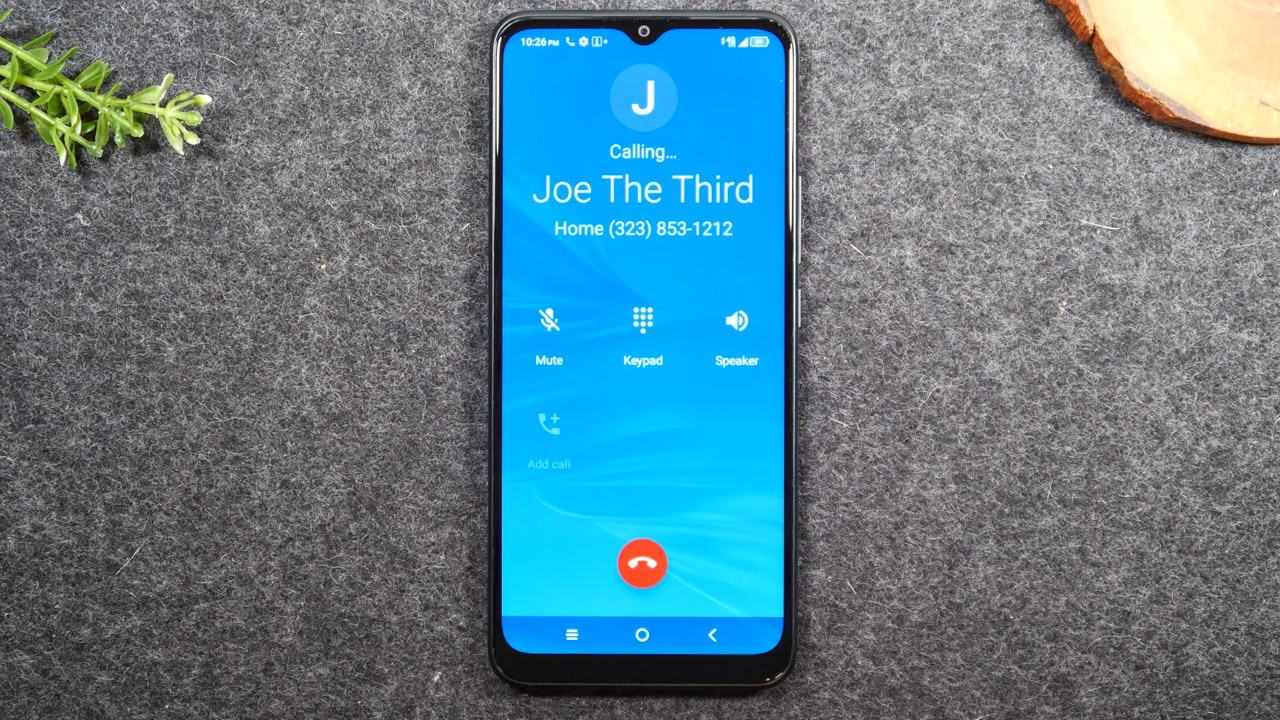 10:26 PM
J
Calling...
Joe The Third
Home (323) 853-1212
Mute Keypad Speaker
Add call